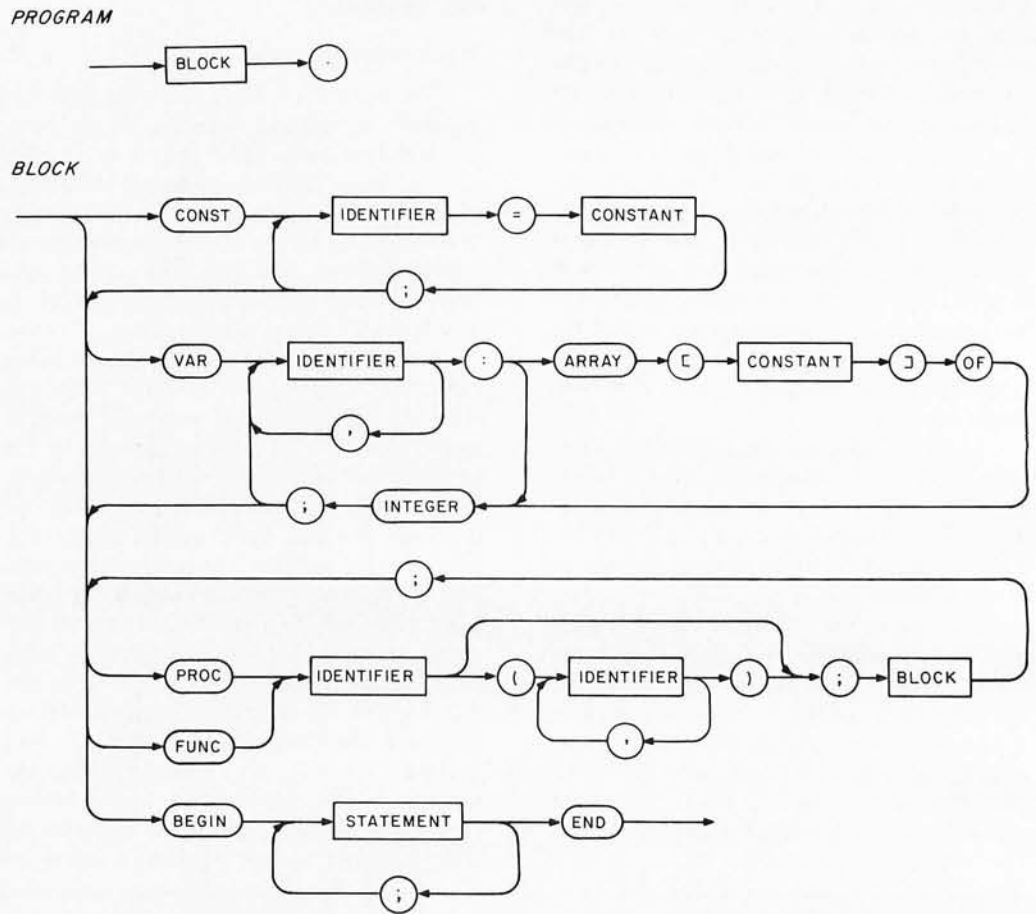 PROGRAM
BLOCK .
BLOCK
CONST IDENTIFIER = CONSTANT
;
VAR IDENTIFIER : ARRAY [ CONSTANT ] OF
,
; INTEGER
;
PROC IDENTIFIER ( IDENTIFIER ) ; BLOCK
FUNC ,
BEGIN STATEMENT END
;